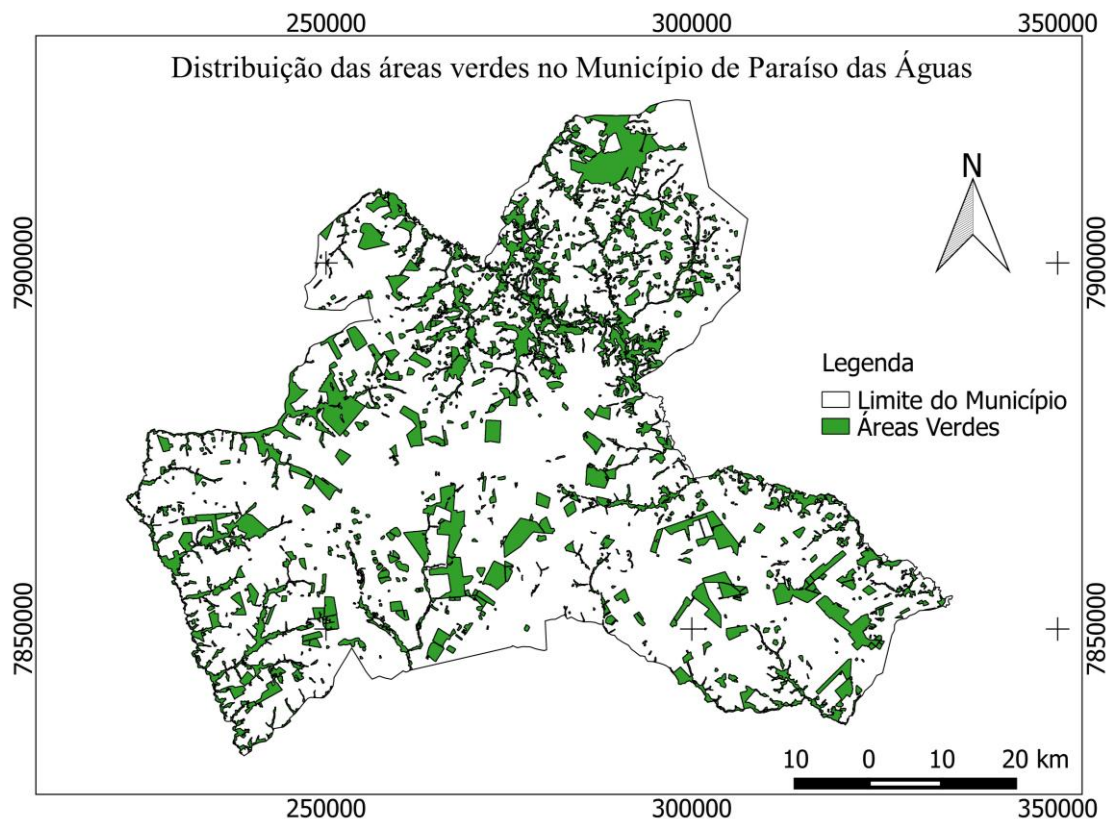 250000 300000 350000
Distribuição das áreas verdes no Município de Paraíso das Águas
N
7900000 7900000
Legenda
Limite do Município
Áreas Verdes
7850000 7850000
10 0 10 20 km
250000 300000 350000